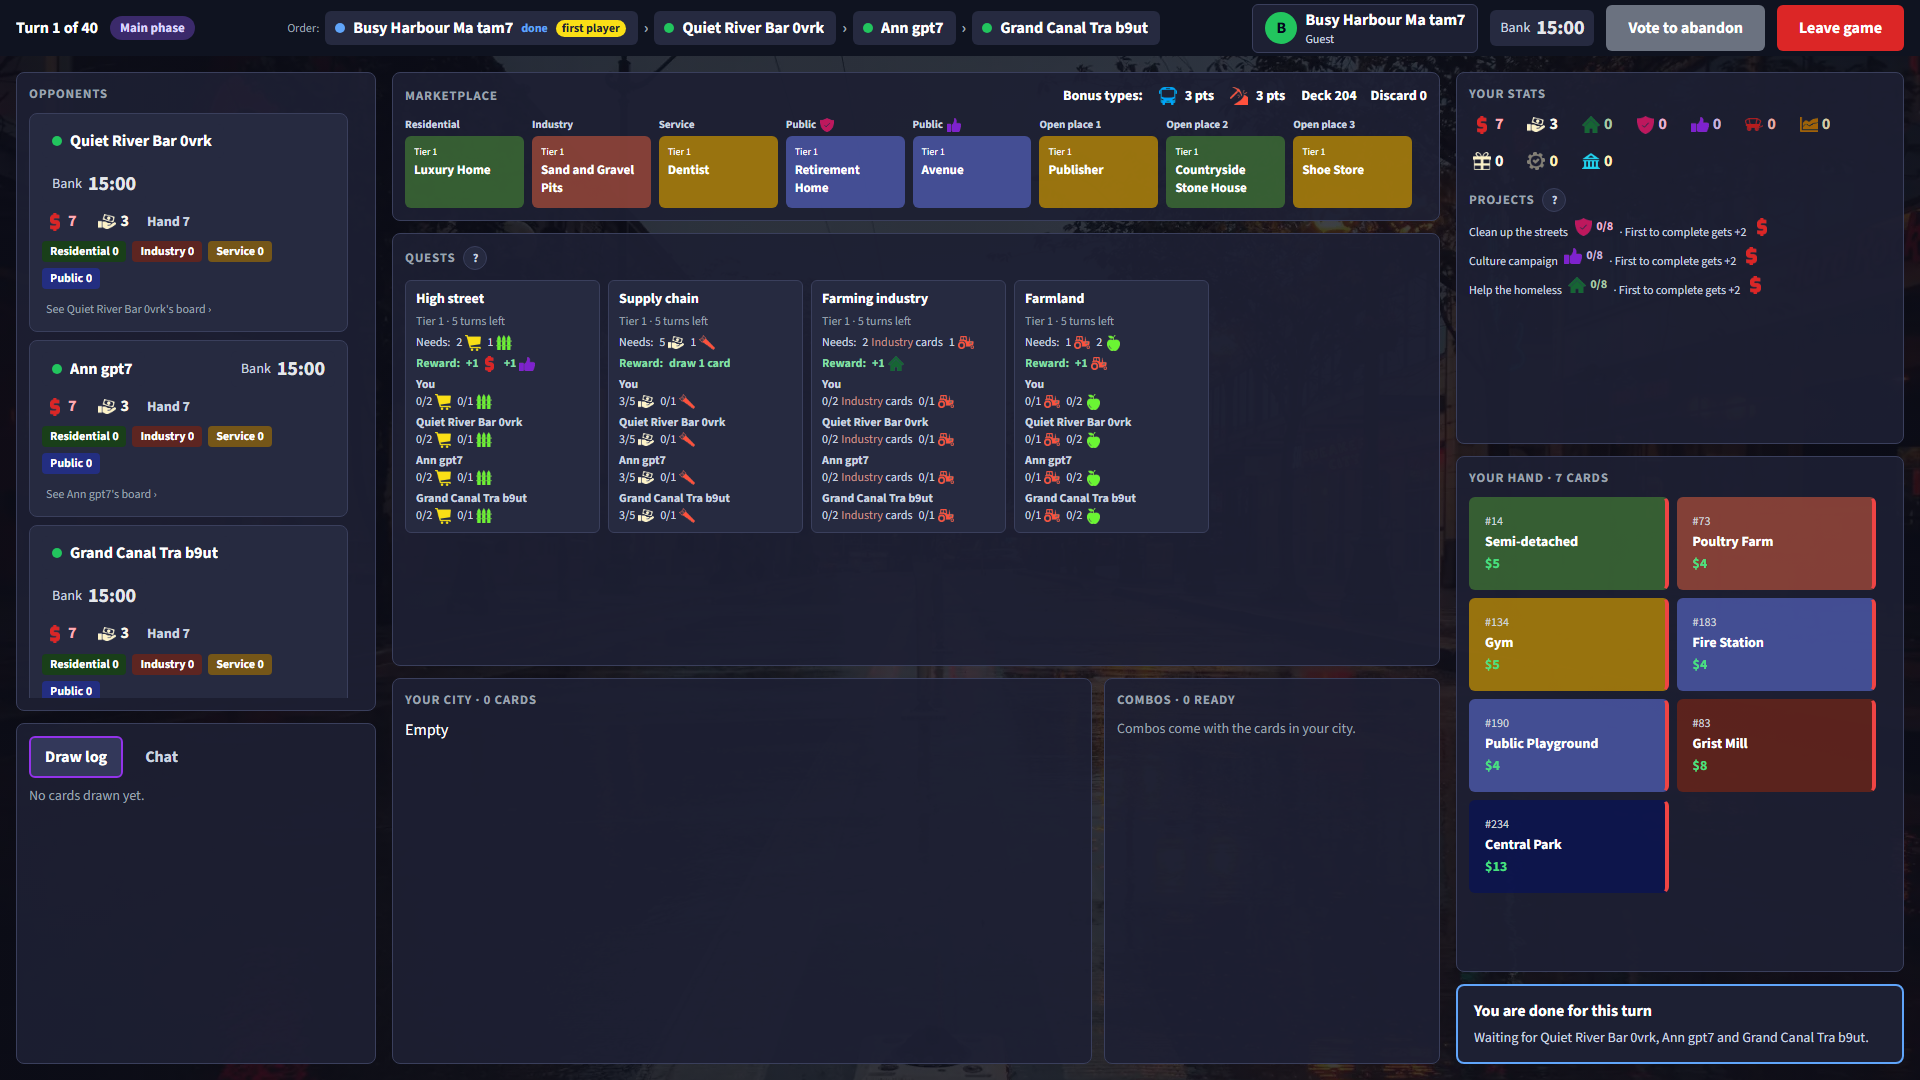 Turn 1 of 40 Main phase
Order: Busy Harbour Ma tam7 done first player › Quiet River Bar 0vrk › Ann gpt7 › Grand Canal Tra b9ut
B Busy Harbour Ma tam7
Guest
Bank 15:00
Vote to abandon
Leave game
OPPONENTS
Quiet River Bar 0vrk
Bank 15:00
7 3 Hand 7
Residential 0 Industry 0 Service 0
Public 0
See Quiet River Bar 0vrk's board ›
Ann gpt7 Bank 15:00
7 3 Hand 7
Residential 0 Industry 0 Service 0
Public 0
See Ann gpt7's board ›
Grand Canal Tra b9ut
Bank 15:00
7 3 Hand 7
Residential 0 Industry 0 Service 0
Public 0
Draw log Chat
No cards drawn yet.
MARKETPLACE
Bonus types: 3 pts 3 pts Deck 204 Discard 0
Residential
Tier 1
Luxury Home
Industry
Tier 1
Sand and Gravel
Pits
Service
Tier 1
Dentist
Public
Tier 1
Retirement
Home
Public
Tier 1
Avenue
Open place 1
Tier 1
Publisher
Open place 2
Tier 1
Countryside
Stone House
Open place 3
Tier 1
Shoe Store
QUESTS ?
High street
Tier 1 · 5 turns left
Needs: 2 1
Reward: +1 +1
You
0/2 0/1
Quiet River Bar 0vrk
0/2 0/1
Ann gpt7
0/2 0/1
Grand Canal Tra b9ut
0/2 0/1
Supply chain
Tier 1 · 5 turns left
Needs: 5 1
Reward: draw 1 card
You
3/5 0/1
Quiet River Bar 0vrk
3/5 0/1
Ann gpt7
3/5 0/1
Grand Canal Tra b9ut
3/5 0/1
Farming industry
Tier 1 · 5 turns left
Needs: 2 Industry cards 1
Reward: +1
You
0/2 Industry cards 0/1
Quiet River Bar 0vrk
0/2 Industry cards 0/1
Ann gpt7
0/2 Industry cards 0/1
Grand Canal Tra b9ut
0/2 Industry cards 0/1
Farmland
Tier 1 · 5 turns left
Needs: 1 2
Reward: +1
You
0/1 0/2
Quiet River Bar 0vrk
0/1 0/2
Ann gpt7
0/1 0/2
Grand Canal Tra b9ut
0/1 0/2
YOUR CITY · 0 CARDS
Empty
COMBOS · 0 READY
Combos come with the cards in your city.
YOUR STATS
7 3 0 0 0 0 0
0 0 0
PROJECTS ?
Clean up the streets 0/8 · First to complete gets +2
Culture campaign 0/8 · First to complete gets +2
Help the homeless 0/8 · First to complete gets +2
YOUR HAND · 7 CARDS
#14
Semi-detached
$5
#73
Poultry Farm
$4
#134
Gym
$5
#183
Fire Station
$4
#190
Public Playground
$4
#83
Grist Mill
$8
#234
Central Park
$13
You are done for this turn
Waiting for Quiet River Bar 0vrk, Ann gpt7 and Grand Canal Tra b9ut.